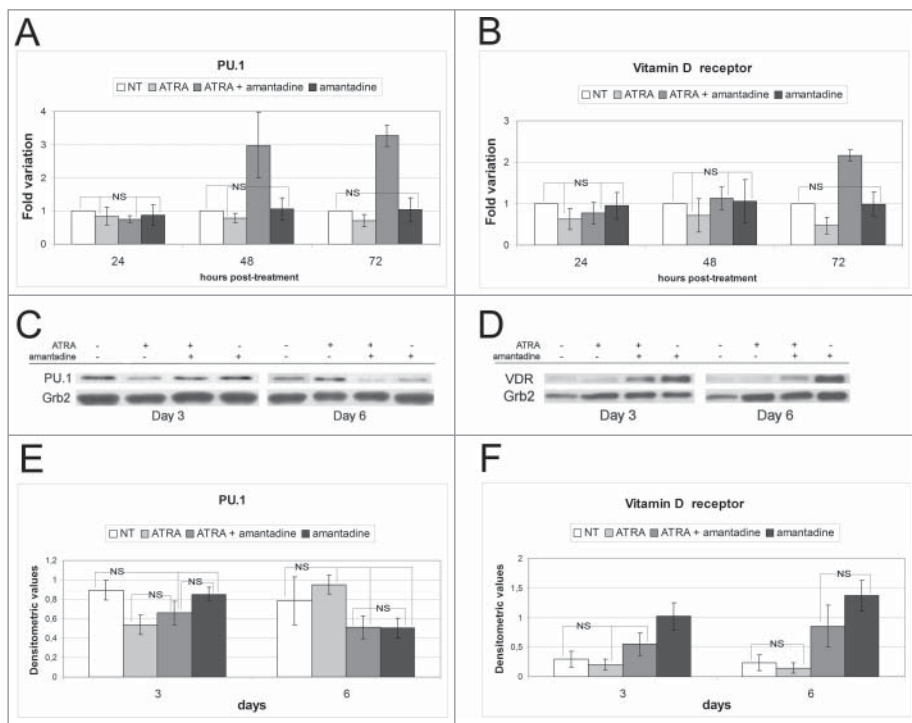 A
PU.1
NT ATRA ATRA + amantadine amantadine
Fold variation
4
3
2
1
0
NS NS NS
24 48 72
hours post-treatment
B
Vitamin D receptor
NT ATRA ATRA + amantadine amantadine
Fold variation
3
2
1
0
NS NS NS
24 48 72
hours post-treatment
C
ATRA - + + - - + + -
amantadine - - + + - - + +
PU.1
Grb2
Day 3 Day 6
D
ATRA - + + - - + + -
amantadine - - + + - - + +
VDR
Grb2
Day 3 Day 6
E
PU.1
NT ATRA ATRA + amantadine amantadine
Densitometric values
1,2
1
0,8
0,6
0,4
0,2
0
NS NS NS NS NS
3 6
days
F
Vitamin D receptor
NT ATRA ATRA + amantadine amantadine
Densitometric values
2
1,5
1
0,5
0
NS NS NS
3 6
days